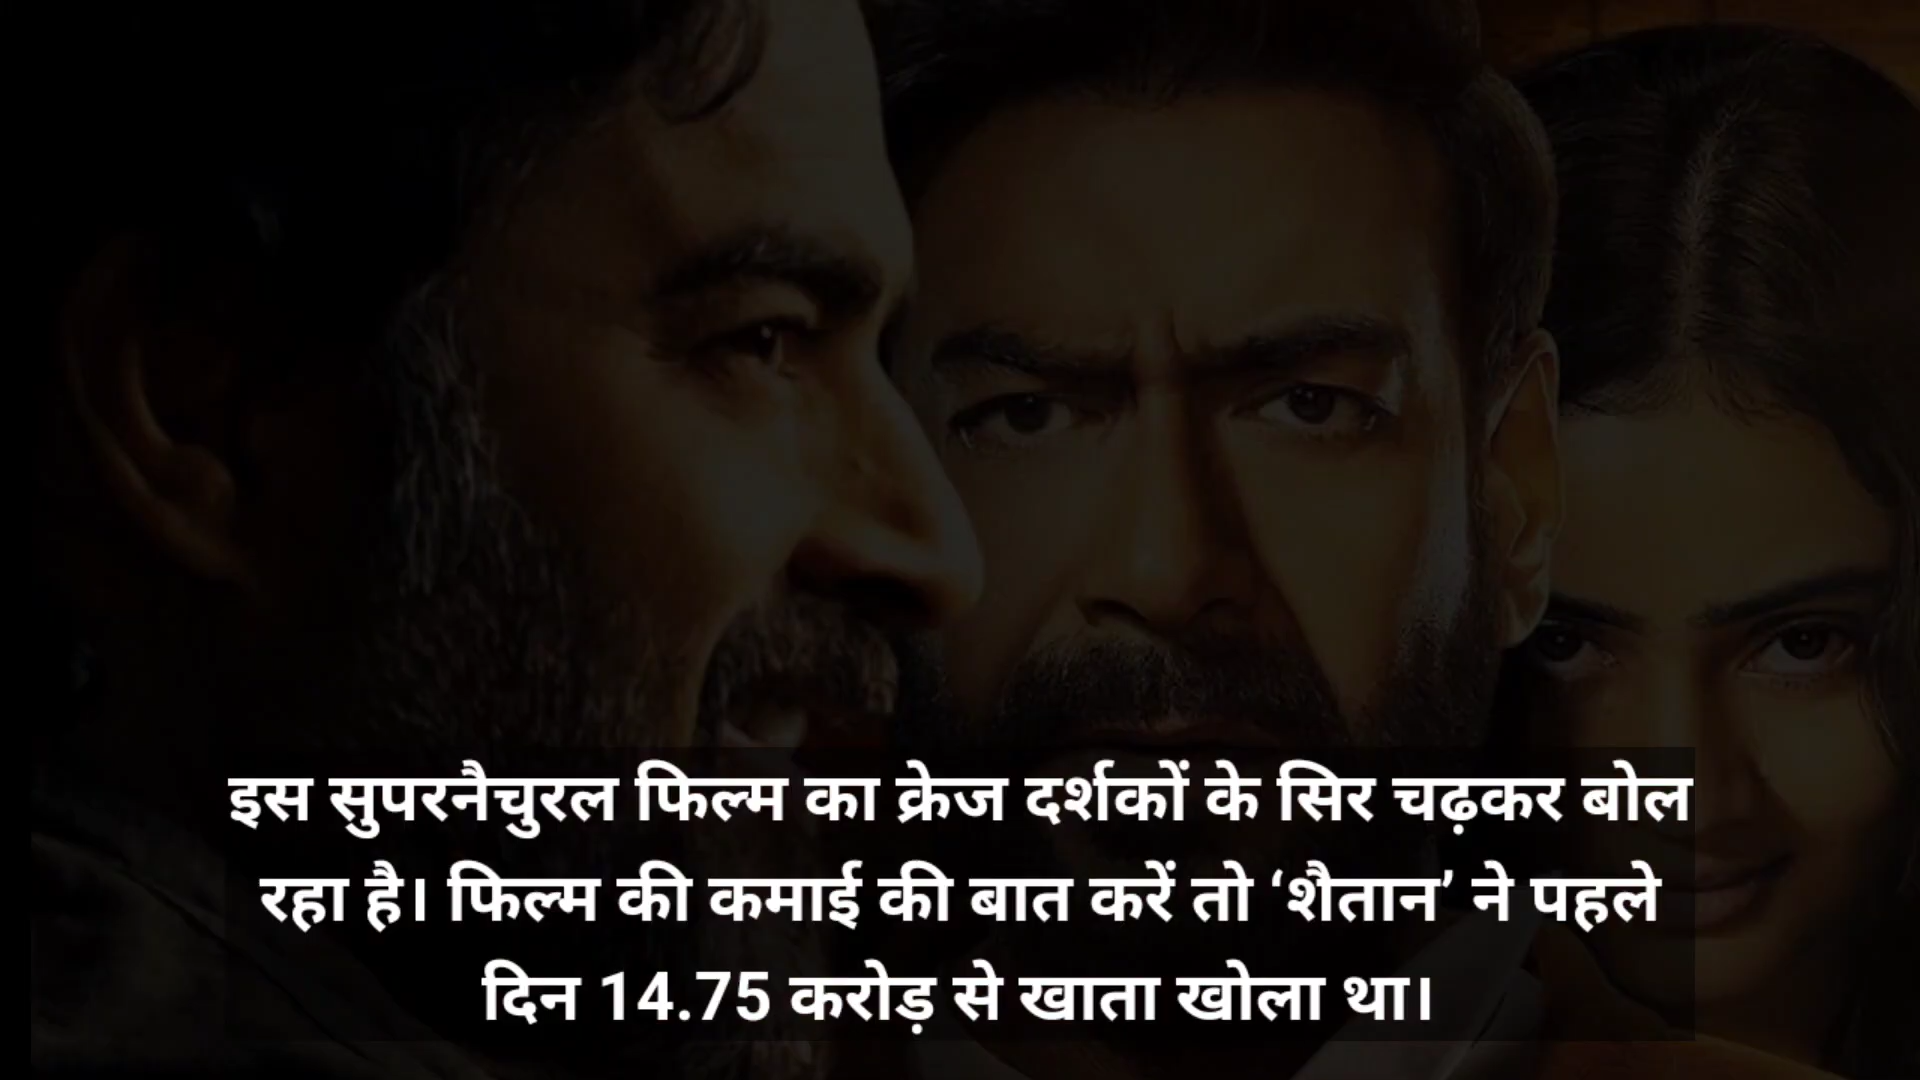 इस सुपरनैचुरल फिल्म का क्रेज दर्शकों के सिर चढ़कर बोल
रहा है। फिल्म की कमाई की बात करें तो ‘शैतान’ ने पहले
दिन 14.75 करोड़ से खाता खोला था।